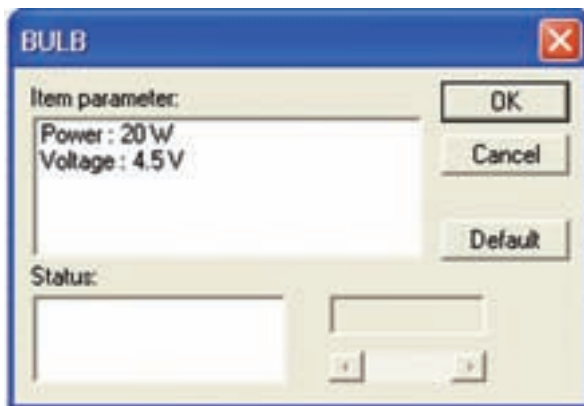 BULB
Item parameter:
Power : 20 W
Voltage : 4.5 V
OK
Cancel
Default
Status: